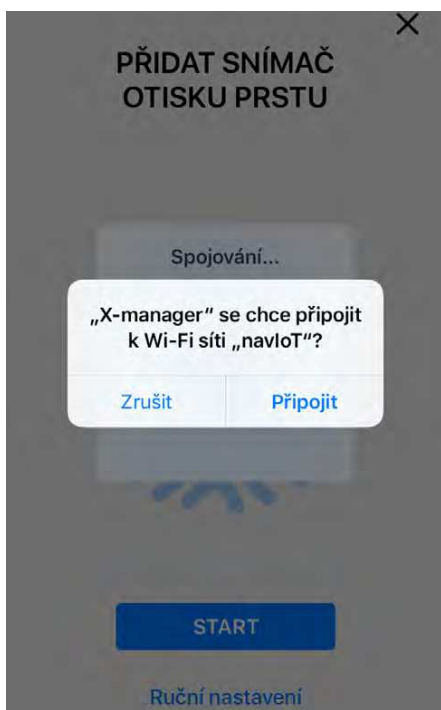 PŘIDAT SNÍMAČ
OTISKU PRSTU
Spojování...
„X-manager" se chce připojit
k Wi-Fi síti „navIoT"?
Zrušit
Připojit
START
Ruční nastavení